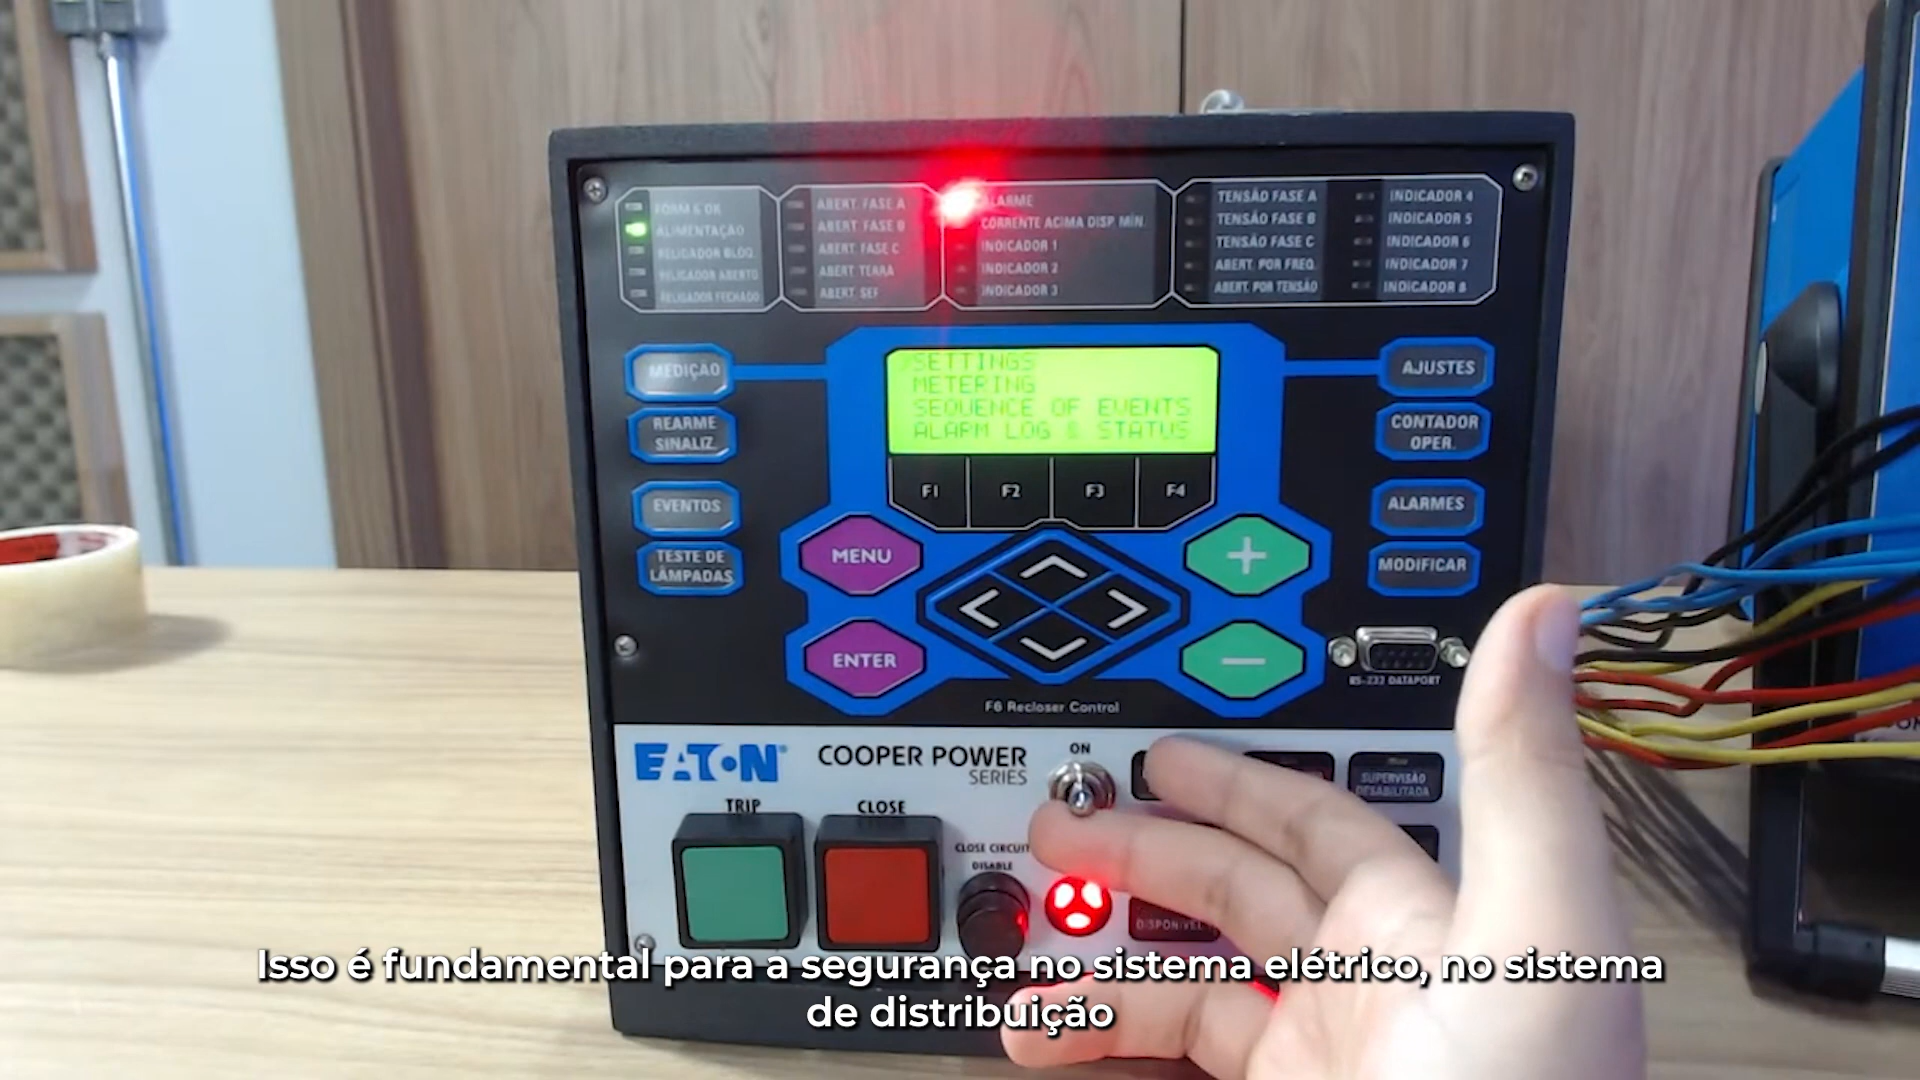 FORM 6 OK
ALIMENTAÇÃO
RELIGADOR BLOQ.
RELIGADOR ABERTO
RELIGADOR FECHADO
ABERT. FASE A
ABERT. FASE B
ABERT. FASE C
ABERT TERRA
ABERT. SEF
ALARME
CORRENTE ACIMA DISP MÍN.
INDICADOR 1
INDICADOR 2
INDICADOR 3
TENSÃO FASE A
TENSÃO FASE B
TENSÃO FASE C
ABERT. POR FREQ.
ABERT. POR TENSÃO
INDICADOR 4
INDICADOR 5
INDICADOR 6
INDICADOR 7
INDICADOR 8
MEDIÇÃO
REARME
SINALIZ.
EVENTOS
TESTE DE
LÂMPADAS
SETTINGS
METERING
SEQUENCE OF EVENTS
ALARM LOG & STATUS
F1
F2
F3
F4
AJUSTES
CONTADOR
OPER.
ALARMES
MODIFICAR
MENU
ENTER
+
−
RS-232 DATAPORT
F6 Recloser Control
EATON®
COOPER POWER
SERIES
ON
SUPERVISÃO
DESABILITADA
TRIP
CLOSE
CLOSE CIRCUIT
DISABLE
DISPONÍVEL
Isso é fundamental para a segurança no sistema elétrico, no sistema
de distribuição